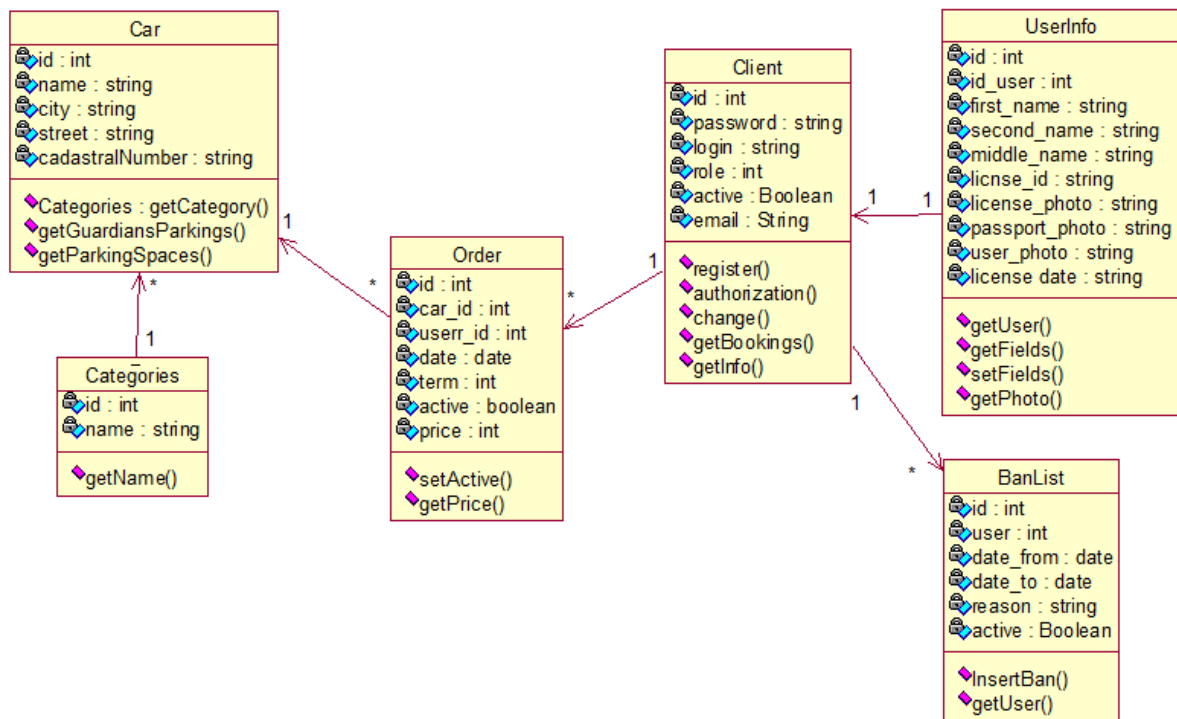 Car
id : int
name : string
city : string
street : string
cadastralNumber : string
Categories : getCategory()
getGuardiansParkings()
getParkingSpaces()
1
*
*
1
Categories
id : int
name : string
getName()
Order
id : int
car_id : int
userr_id : int
date : date
term : int
active : boolean
price : int
setActive()
getPrice()
*
1
Client
id : int
password : string
login : string
role : int
active : Boolean
email : String
register()
authorization()
change()
getBookings()
getInfo()
1
1
UserInfo
id : int
id_user : int
first_name : string
second_name : string
middle_name : string
licnse_id : string
license_photo : string
passport_photo : string
user_photo : string
license date : string
getUser()
getFields()
setFields()
getPhoto()
1
*
BanList
id : int
user : int
date_from : date
date_to : date
reason : string
active : Boolean
InsertBan()
getUser()